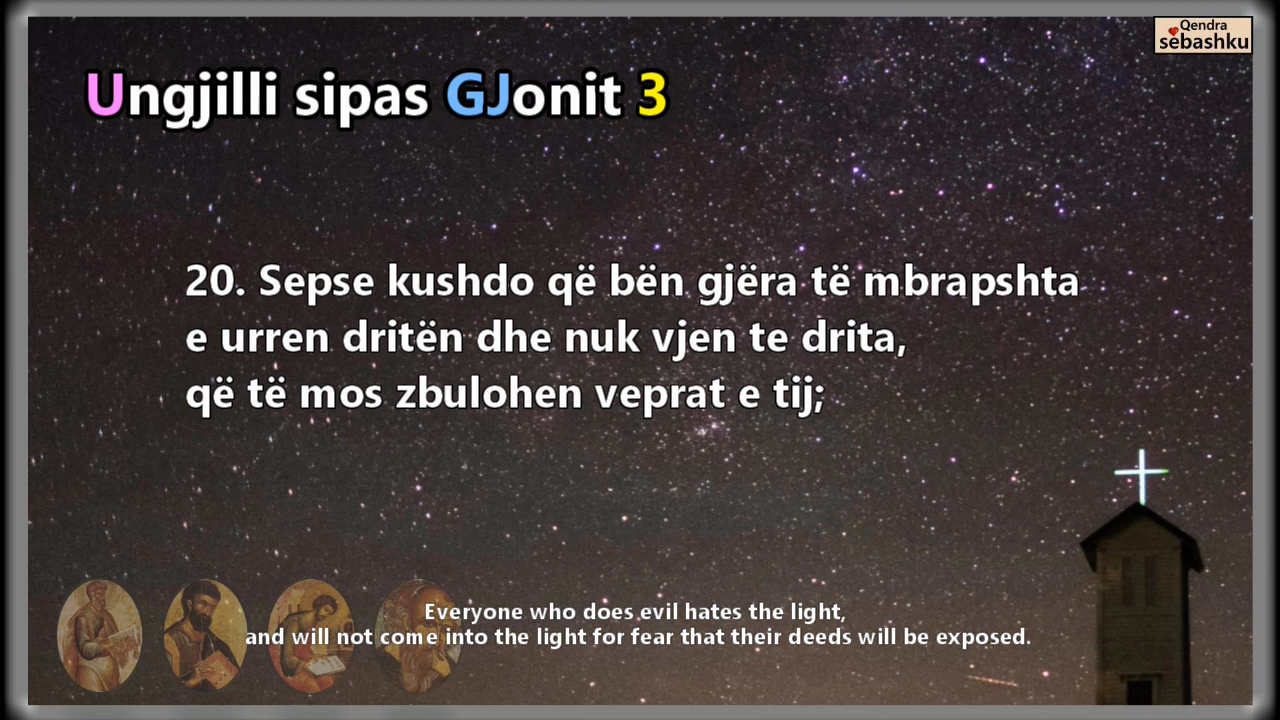 Qendra
sëbashku
Ungjilli sipas GJonit 3
20. Sepse kushdo që bën gjëra të mbrapshta
e urren dritën dhe nuk vjen te drita,
që të mos zbulohen veprat e tij;
Everyone who does evil hates the light,
and will not come into the light for fear that their deeds will be exposed.